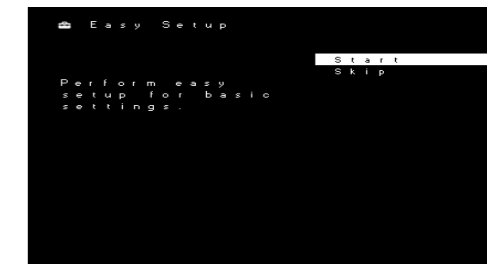 Easy Setup
Start
Skip
Perform easy
setup for basic
settings.